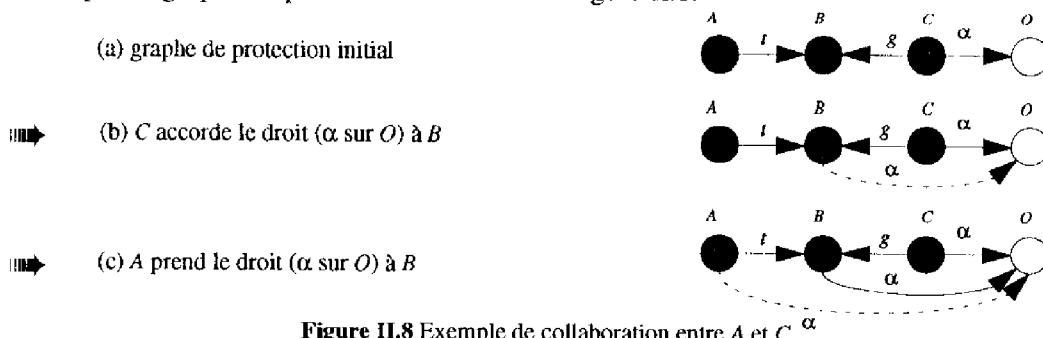 A B C O
(a) graphe de protection initial
t g α
A B C O
(b) C accorde le droit (α sur O) à B
t g α
α
A B C O
(c) A prend le droit (α sur O) à B
t g α
α
α
Figure II.8 Exemple de collaboration entre A et C